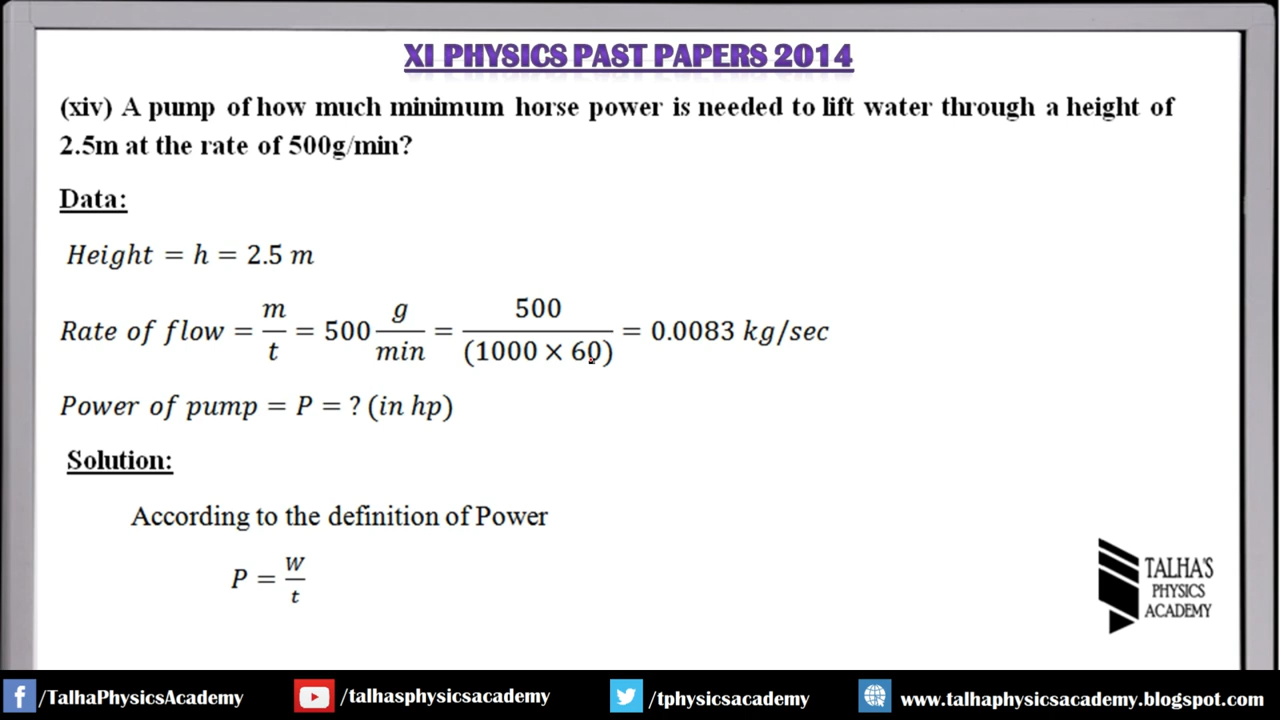 XI PHYSICS PAST PAPERS 2014
(xiv) A pump of how much minimum horse power is needed to lift water through a height of
2.5m at the rate of 500g/min?
Data:
Height = h = 2.5 m
Rate of flow = m/t = 500 g/min = 500/(1000 × 60) = 0.0083 kg/sec
Power of pump = P = ? (in hp)
Solution:
According to the definition of Power
P = W/t
TALHA'S
PHYSICS
ACADEMY
/TalhaPhysicsAcademy
/talhasphysicsacademy
/tphysicsacademy
www.talhaphysicsacademy.blogspot.com